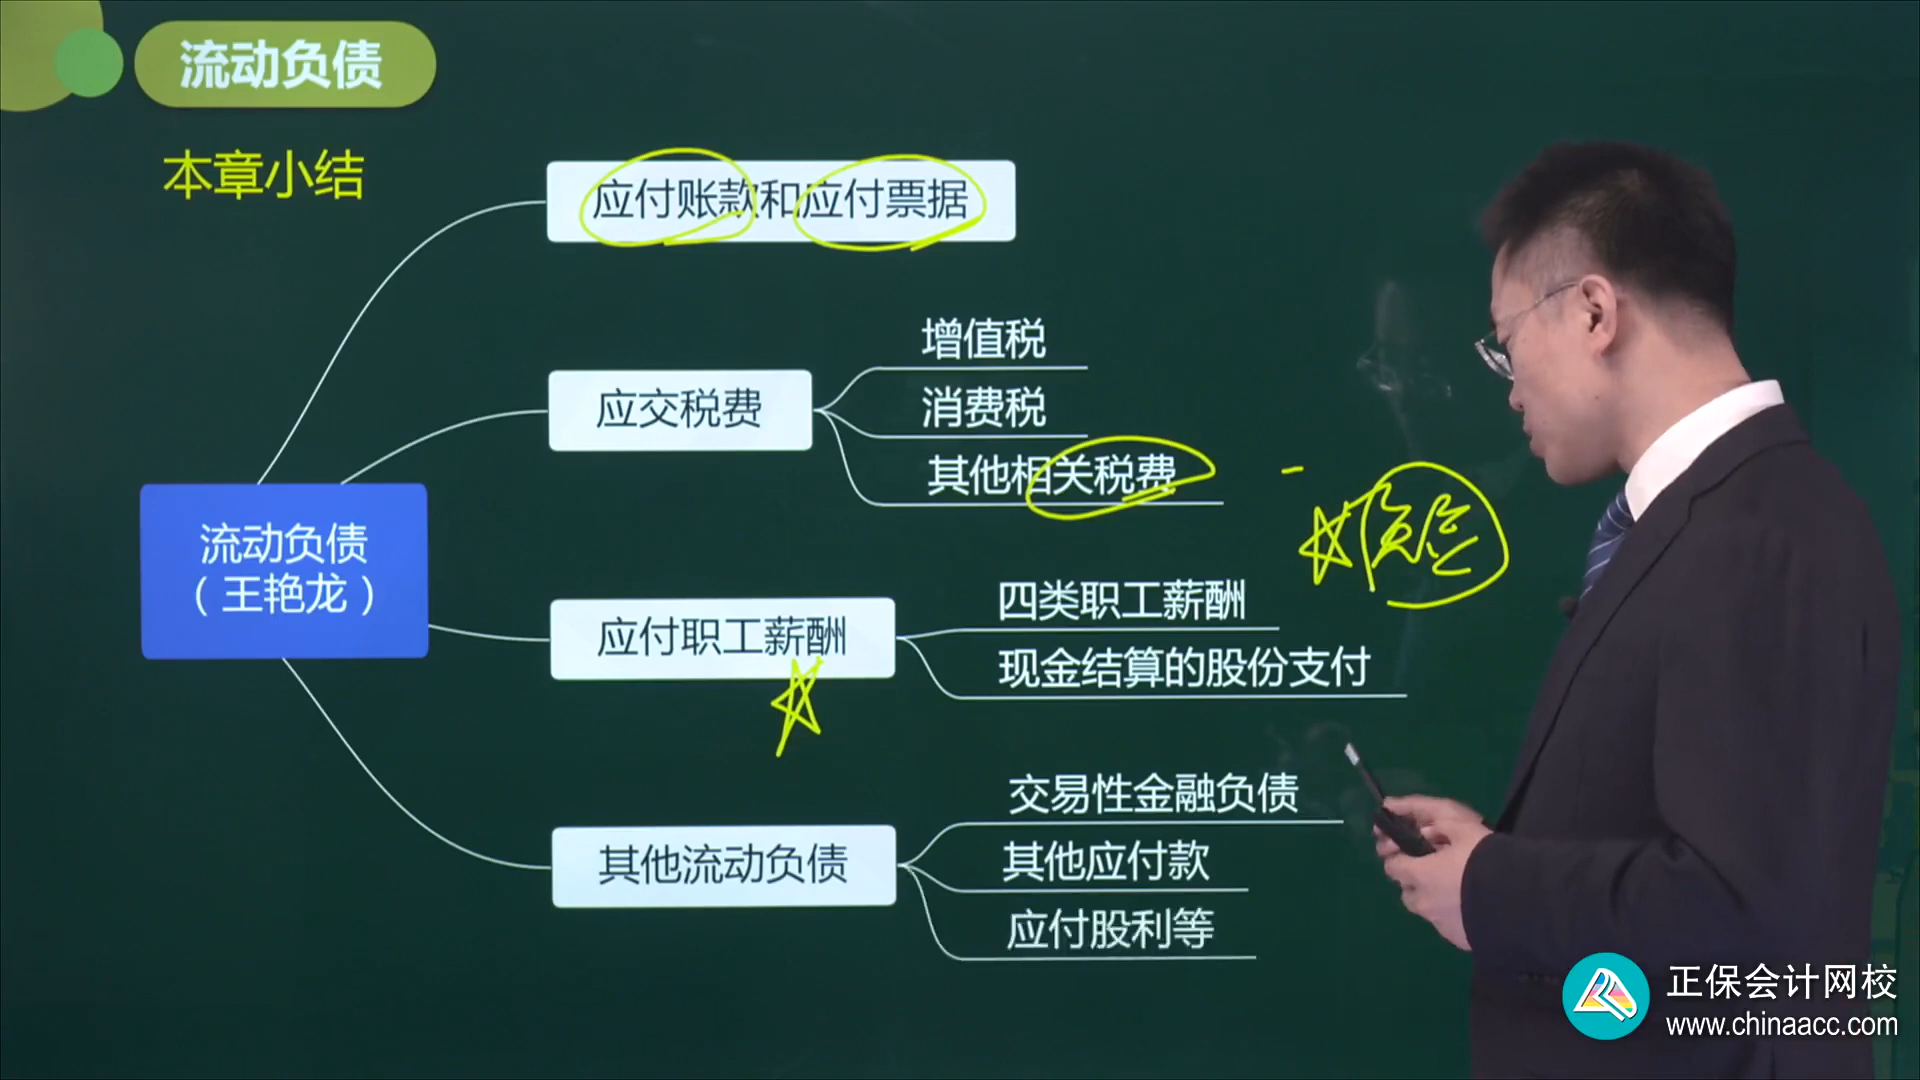 流动负债
本章小结
应付账款和应付票据
应交税费
增值税
消费税
其他相关税费
流动负债
（王艳龙）
应付职工薪酬
四类职工薪酬
现金结算的股份支付
其他流动负债
交易性金融负债
其他应付款
应付股利等
正保会计网校
www.chinaacc.com